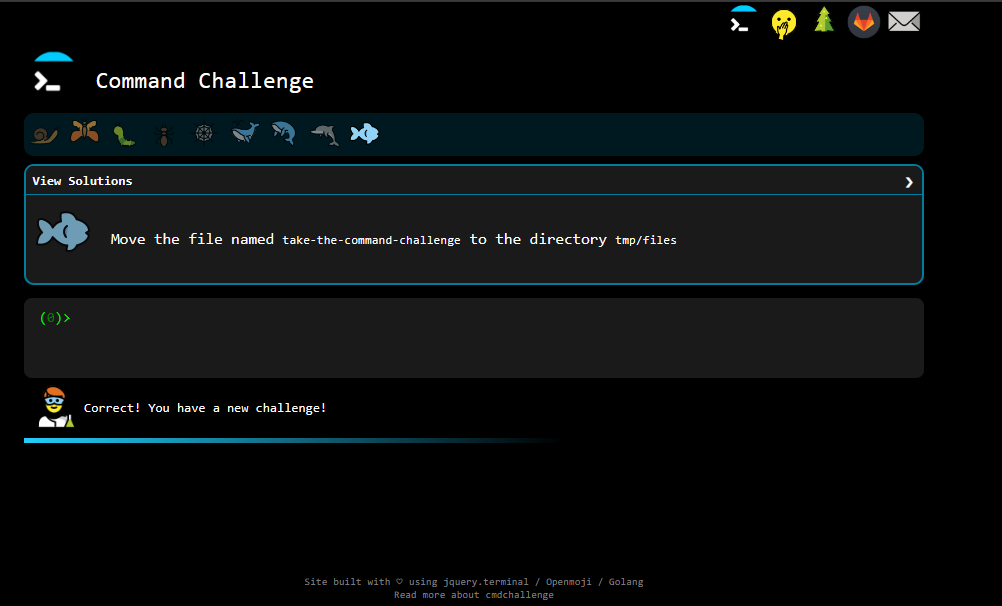 Command Challenge
View Solutions
Move the file named take-the-command-challenge to the directory tmp/files
(0)>
Correct! You have a new challenge!
Site built with ♡ using jquery.terminal / Openmoji / Golang
Read more about cmdchallenge